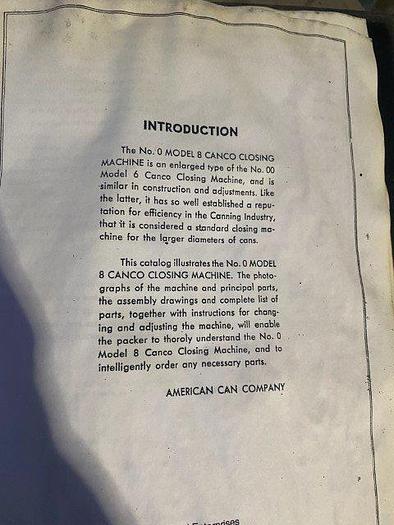 INTRODUCTION
The No. 0 MODEL 8 CANCO CLOSING
MACHINE is an enlarged type of the No. 00
Model 6 Canco Closing Machine, and is
similar in construction and adjustments. Like
the latter, it has so well established a repu-
tation for efficiency in the Canning Industry,
that it is considered a standard closing ma-
chine for the larger diameters of cans.
This catalog illustrates the No. 0 MODEL
8 CANCO CLOSING MACHINE. The photo-
graphs of the machine and principal parts,
the assembly drawings and complete list of
parts, together with instructions for chang-
ing and adjusting the machine, will enable
the packer to thoroly understand the No. 0
Model 8 Canco Closing Machine, and to
intelligently order any necessary parts.
AMERICAN CAN COMPANY
Enterprises